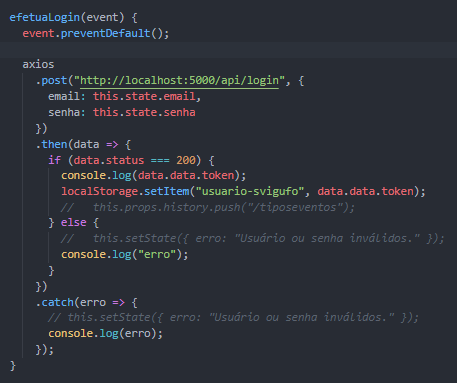 efetuaLogin(event) {
event.preventDefault();
axios
.post("http://localhost:5000/api/login", {
email: this.state.email,
senha: this.state.senha
})
.then(data => {
if (data.status === 200) {
console.log(data.data.token);
localStorage.setItem("usuario-svigufo", data.data.token);
//   this.props.history.push("/tiposeventos");
} else {
//   this.setState({ erro: "Usuário ou senha inválidos." });
console.log("erro");
}
})
.catch(erro => {
// this.setState({ erro: "Usuário ou senha inválidos." });
console.log(erro);
});
}